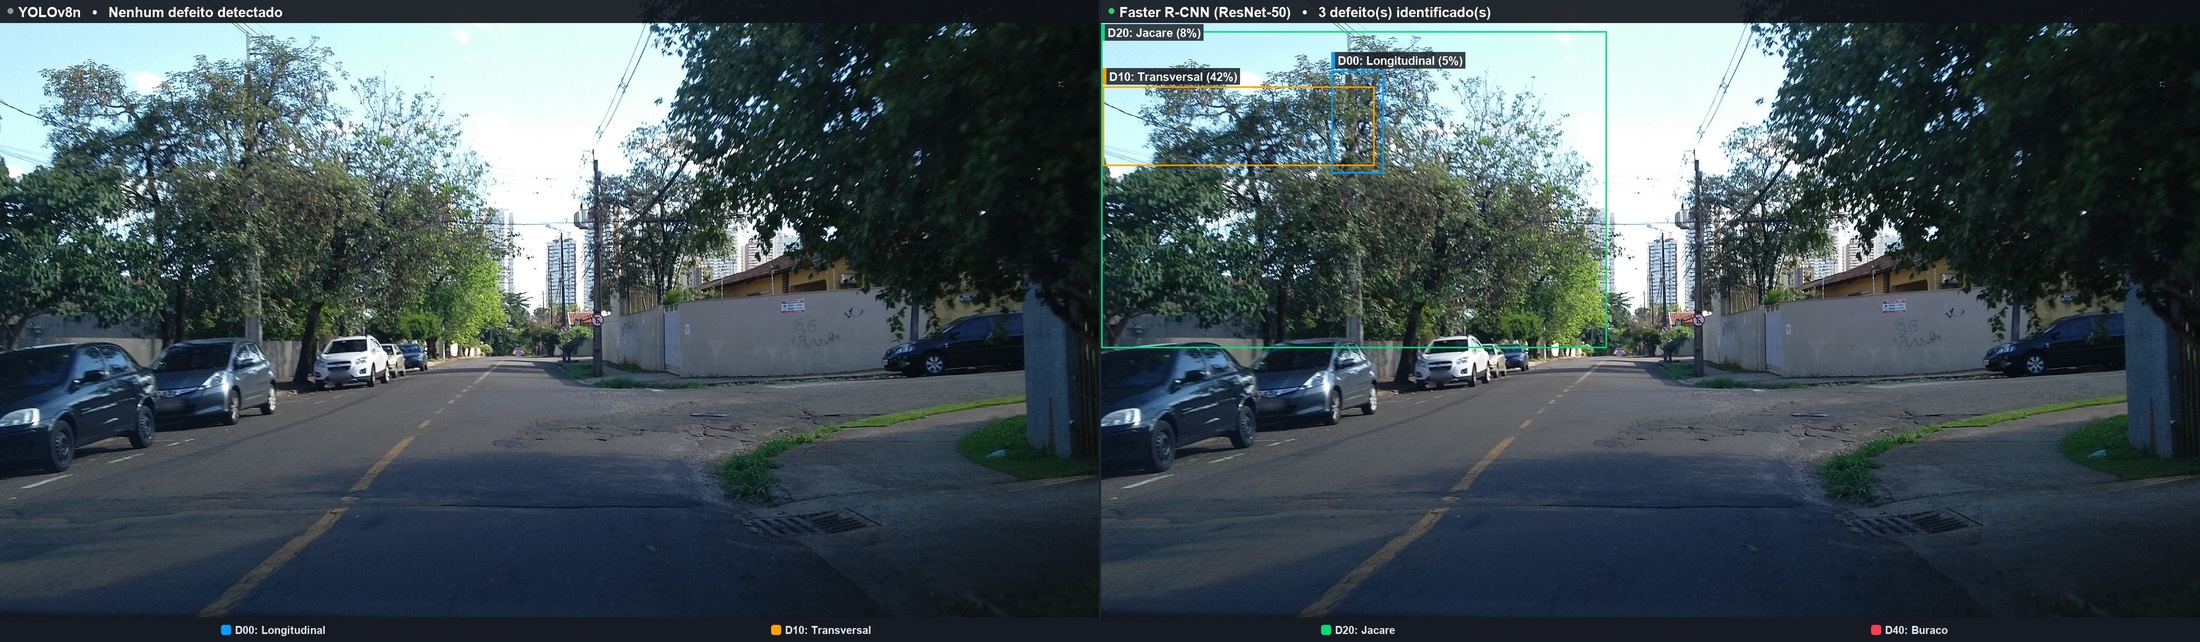 YOLOv8n • Nenhum defeito detectado
Faster R-CNN (ResNet-50) • 3 defeito(s) identificado(s)
D20: Jacare (8%)
D00: Longitudinal (5%)
D10: Transversal (42%)
D00: Longitudinal
D10: Transversal
D20: Jacare
D40: Buraco